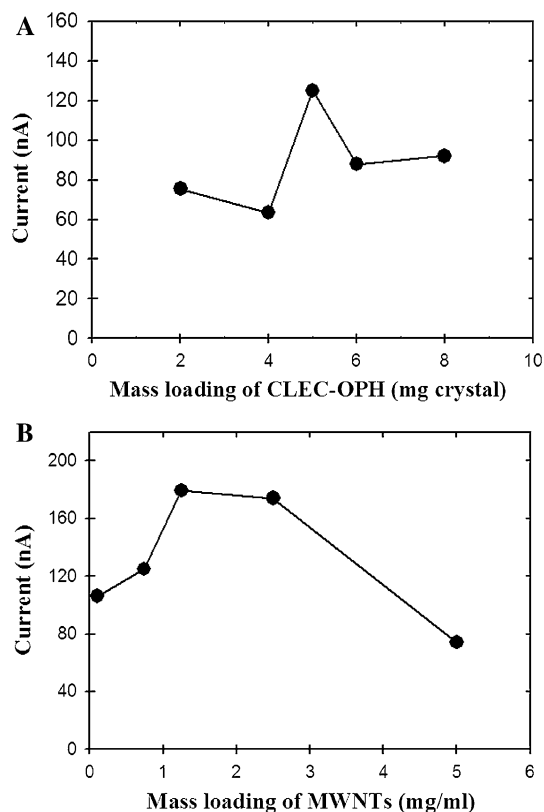 A
160
140
120
100
80
60
40
20
0
Current (nA)
0 2 4 6 8 10
Mass loading of CLEC-OPH (mg crystal)
B
200
160
120
80
40
0
Current (nA)
0 1 2 3 4 5 6
Mass loading of MWNTs (mg/ml)